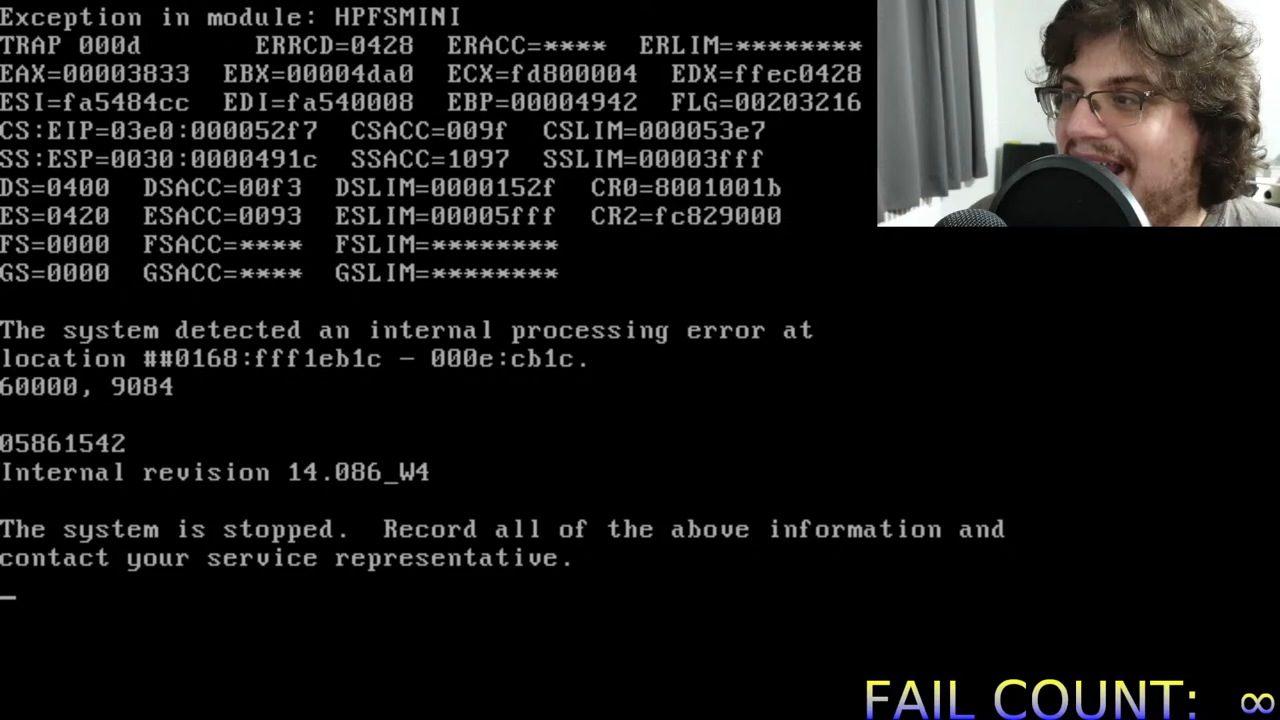 Exception in module: HPFSMINI
TRAP 000d ERRCD=0428 ERACC=**** ERLIM=********
EAX=00003833 EBX=00004da0 ECX=fd800004 EDX=ffec0428
ESI=fa5484cc EDI=fa540008 EBP=00004942 FLG=00203216
CS:EIP=03e0:000052f7 CSACC=009f CSLIM=000053e7
SS:ESP=0030:0000491c SSACC=1097 SSLIM=00003fff
DS=0400 DSACC=00f3 DSLIM=0000152f CR0=8001001b
ES=0420 ESACC=0093 ESLIM=00005fff CR2=fc829000
FS=0000 FSACC=**** FSLIM=********
GS=0000 GSACC=**** GSLIM=********
The system detected an internal processing error at
location ##0168:fff1eb1c - 000e:cb1c.
60000, 9084
05861542
Internal revision 14.086_W4
The system is stopped. Record all of the above information and
contact your service representative.
_
FAIL COUNT: ∞